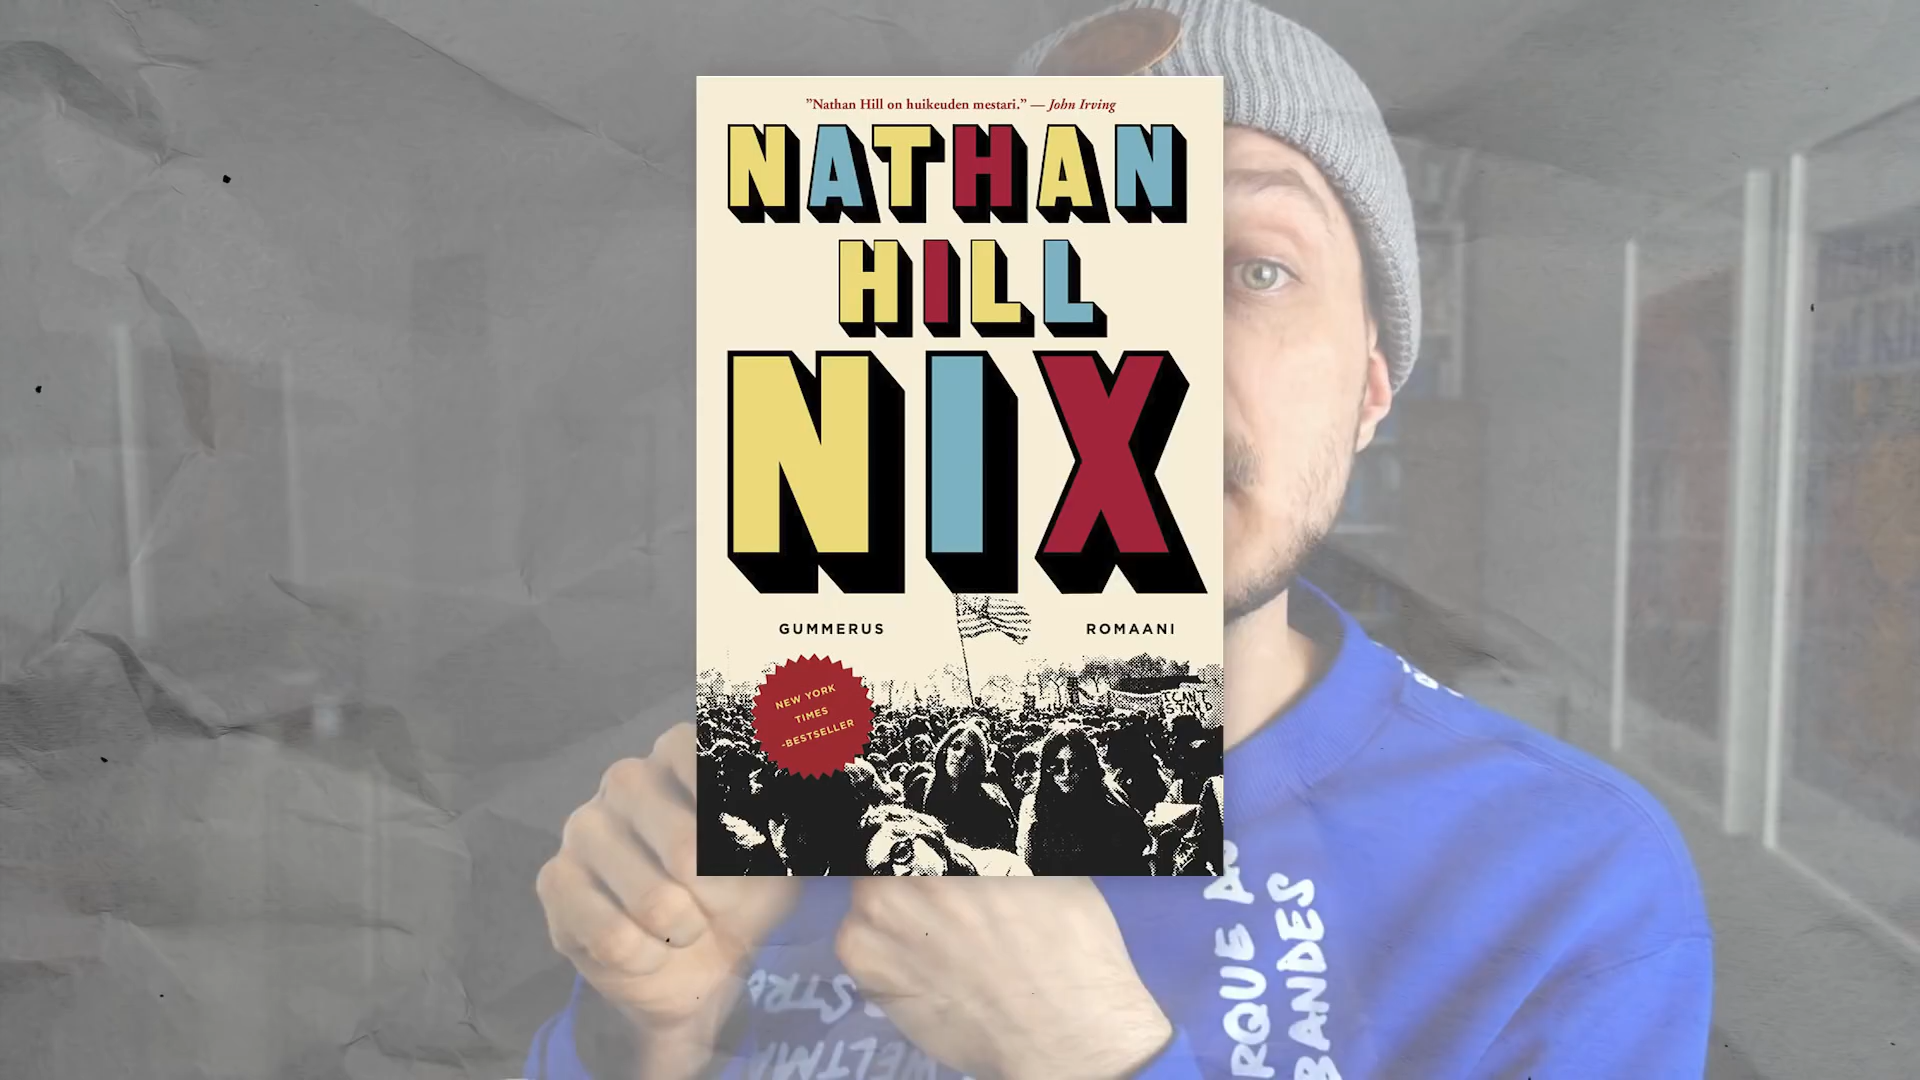 ”Nathan Hill on huikeuden mestari.” — John Irving
NATHAN
HILL
NIX
GUMMERUS
ROMAANI
NEW YORK
TIMES
-BESTSELLER
I CAN'T
STAND
RQUE
BANDES